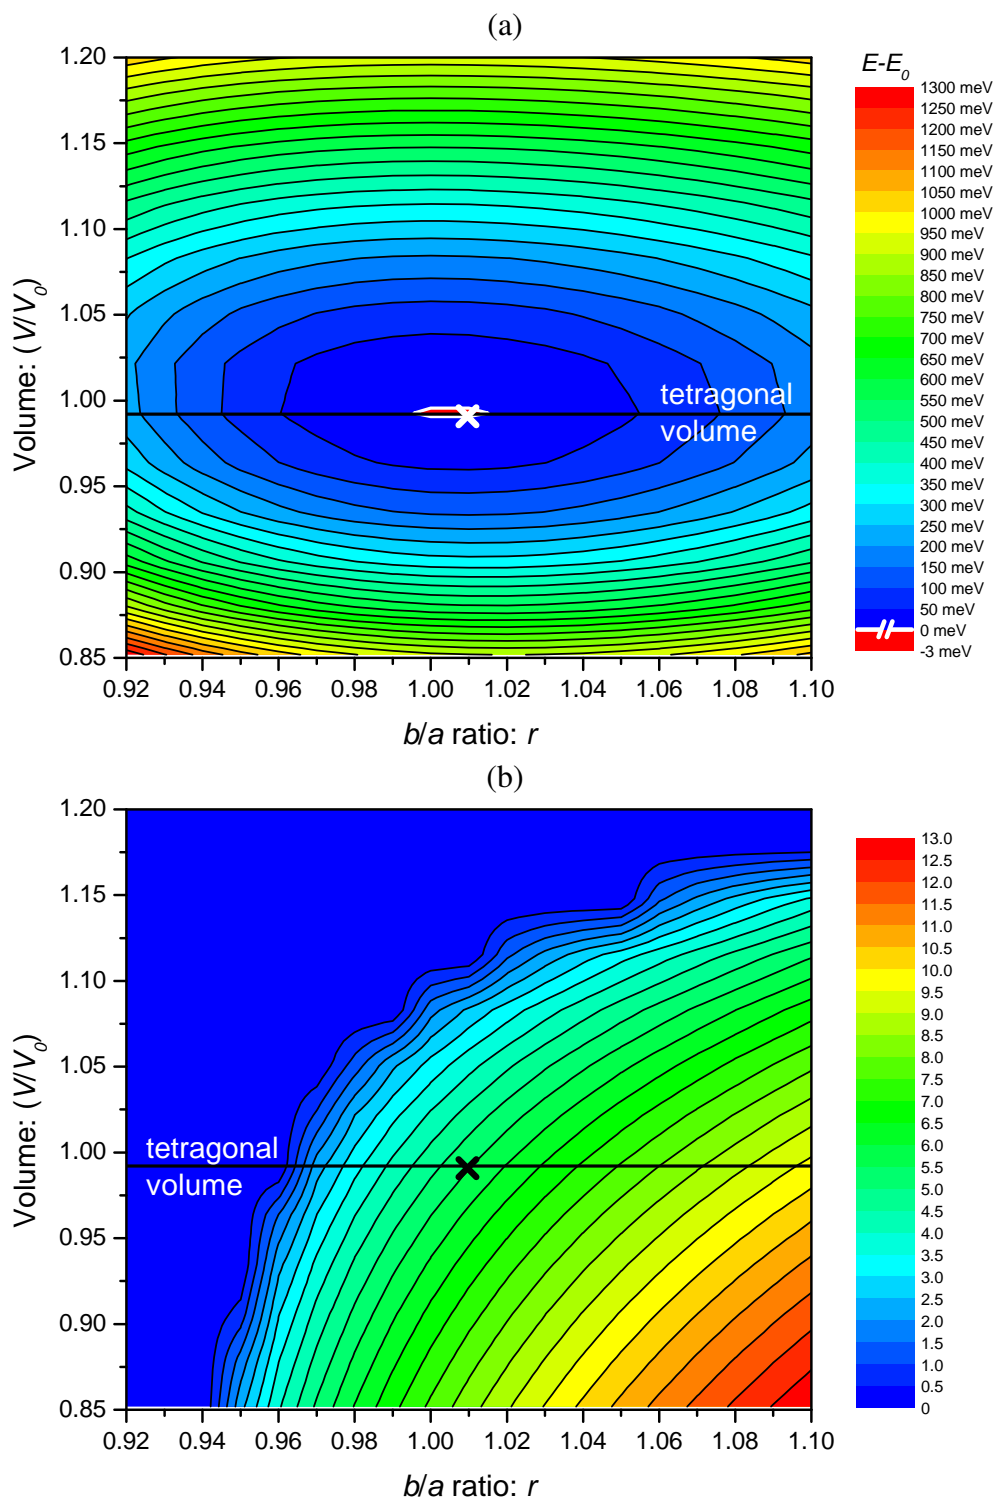 (a)
E-E0
1.20
1.15
1.10
1.05
1.00
0.95
0.90
0.85
Volume: (V/V0)
tetragonal
volume
0.92 0.94 0.96 0.98 1.00 1.02 1.04 1.06 1.08 1.10
b/a ratio: r
1300 meV
1250 meV
1200 meV
1150 meV
1100 meV
1050 meV
1000 meV
950 meV
900 meV
850 meV
800 meV
700 meV
650 meV
600 meV
550 meV
500 meV
450 meV
400 meV
350 meV
300 meV
250 meV
200 meV
150 meV
100 meV
50 meV
0 meV
-3 meV
(b)
1.20
1.15
1.10
1.05
1.00
0.95
0.90
0.85
Volume: (V/V0)
tetragonal
volume
0.92 0.94 0.96 0.98 1.00 1.02 1.04 1.06 1.08 1.10
b/a ratio: r
13.0
12.5
12.0
11.5
11.0
10.5
10.0
9.5
9.0
8.5
8.0
7.5
7.0
6.5
6.0
5.5
5.0
4.5
4.0
3.5
3.0
2.5
2.0
1.5
1.0
0.5
0